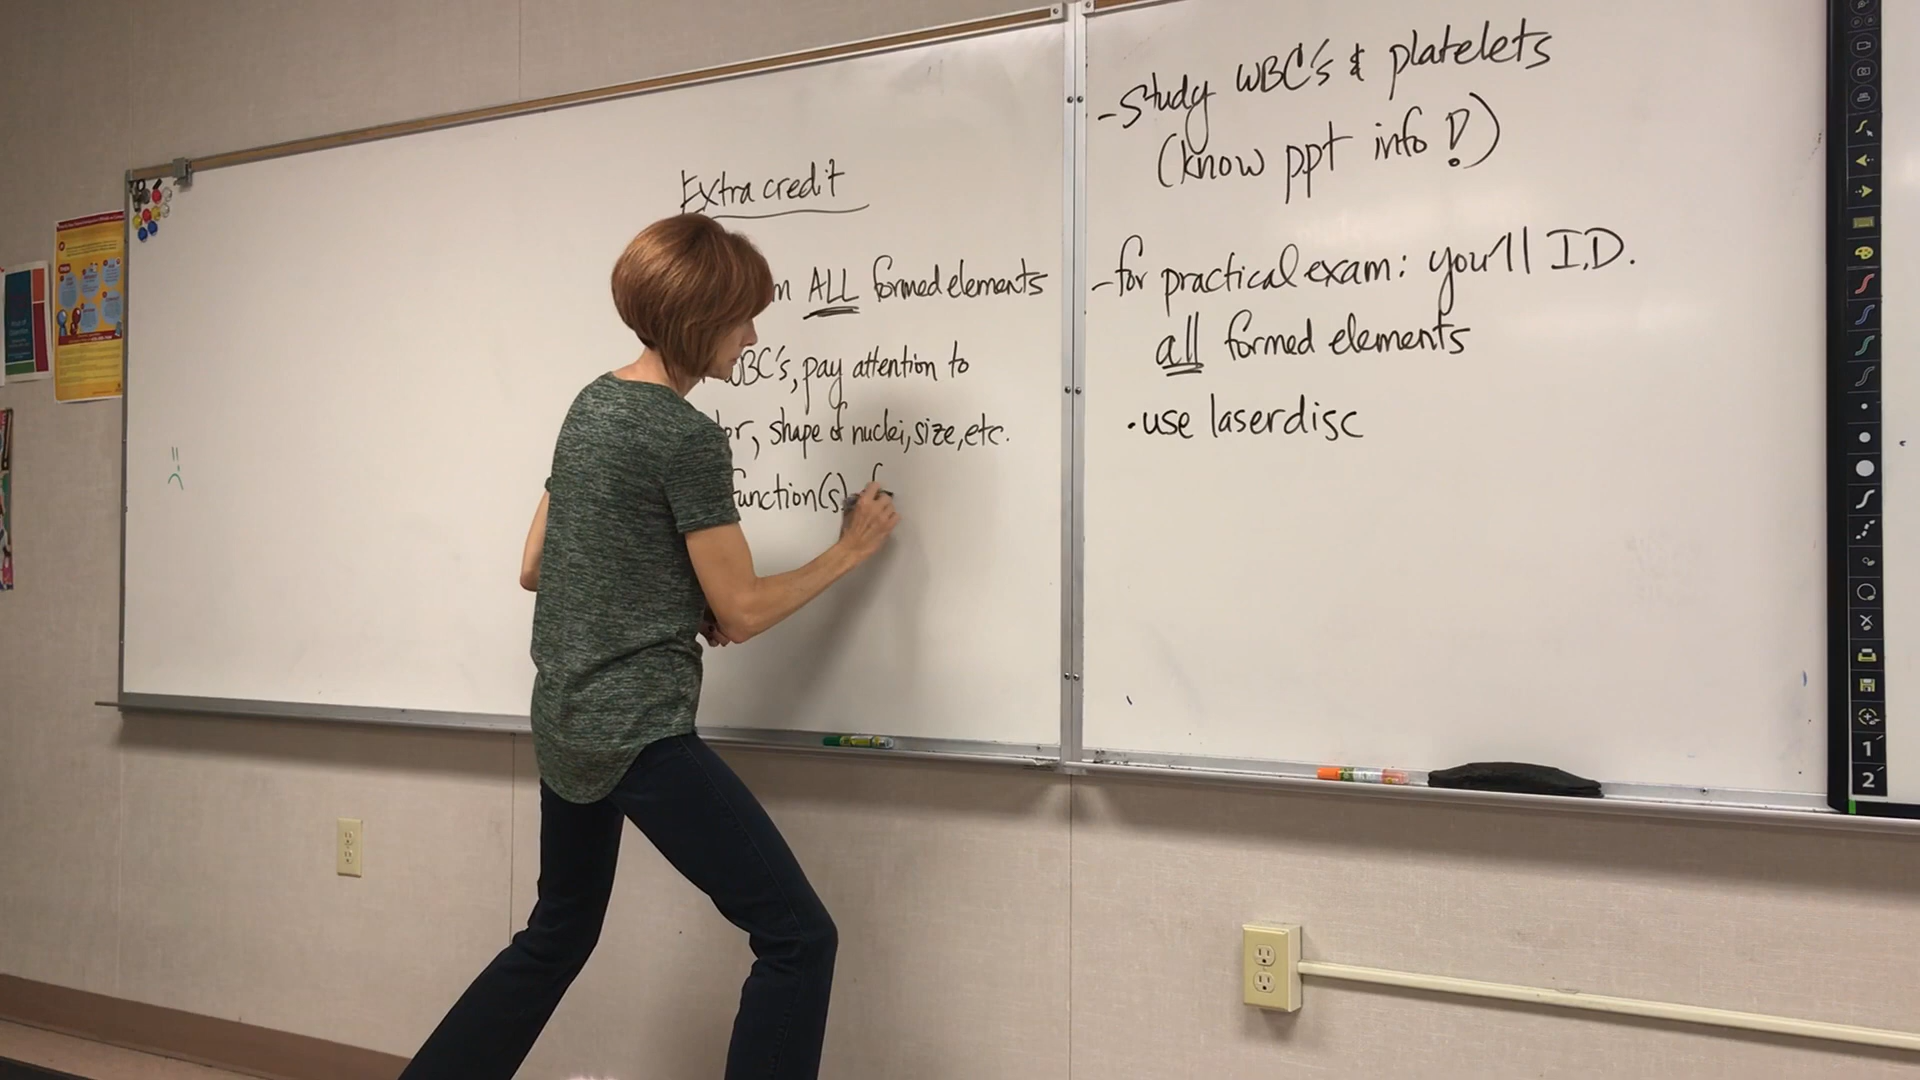 Extra credit
ALL formed elements
WBC's, pay attention to
shape of nuclei, size, etc.
function(s)
-Study WBC's & platelets
(know ppt info!)
-for practical exam: you'll I.D.
all formed elements
• use laserdisc
1
2